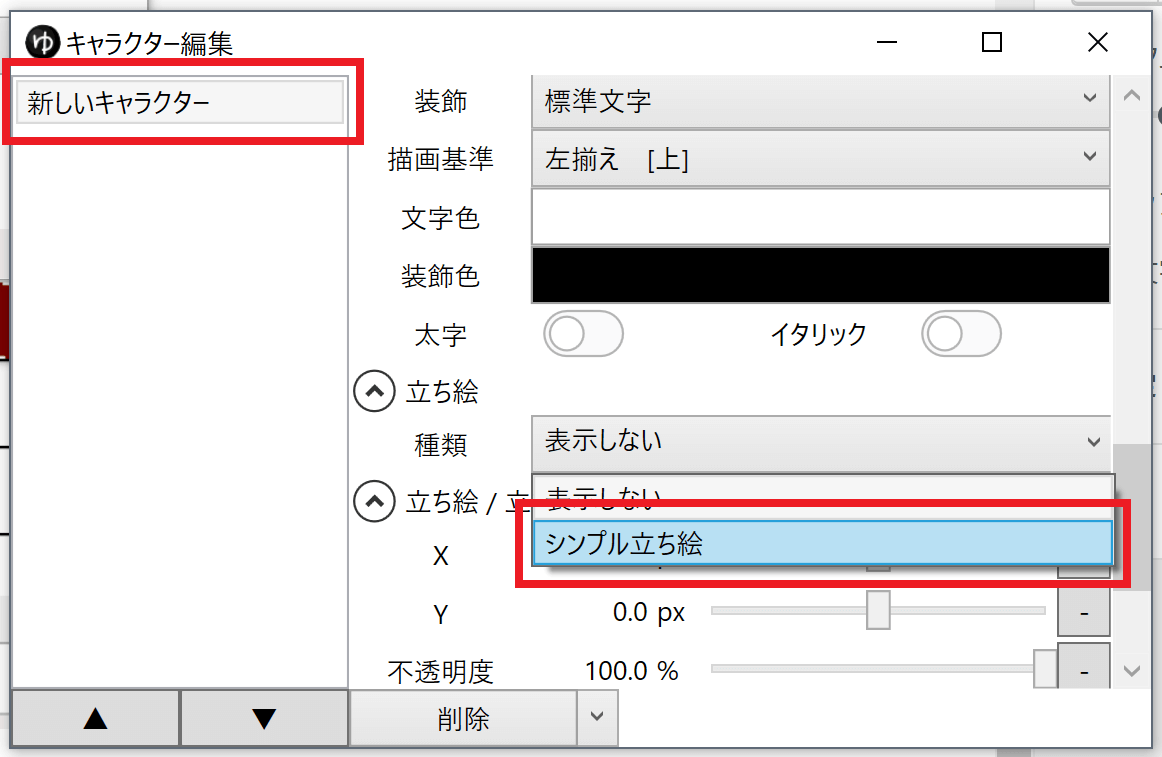 ゆ キャラクター編集
新しいキャラクター
装飾 標準文字
描画基準 左揃え [上]
文字色
装飾色
太字 イタリック
立ち絵
種類 表示しない
立ち絵 / 立 表示しない
シンプル立ち絵
X
Y 0.0 px -
不透明度 100.0 % -
▲ ▼ 削除